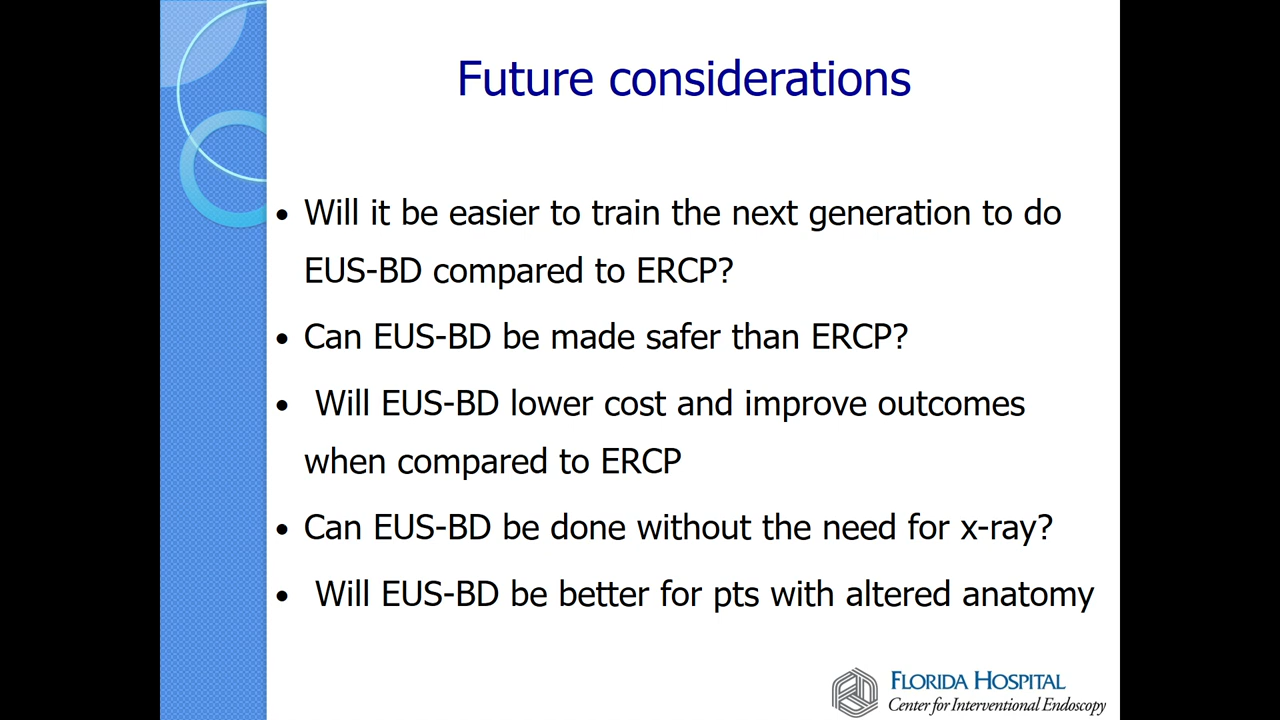 Future considerations
• Will it be easier to train the next generation to do
EUS-BD compared to ERCP?
• Can EUS-BD be made safer than ERCP?
• Will EUS-BD lower cost and improve outcomes
when compared to ERCP
• Can EUS-BD be done without the need for x-ray?
• Will EUS-BD be better for pts with altered anatomy
FLORIDA HOSPITAL
Center for Interventional Endoscopy